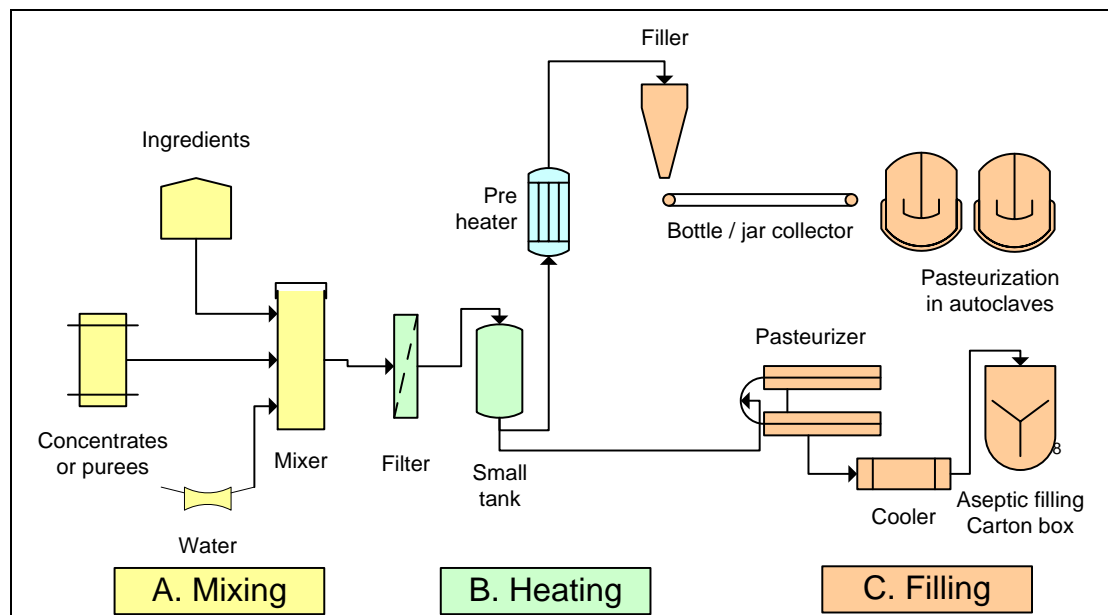 Filler
Ingredients
Pre
heater
Bottle / jar collector
Pasteurization
in autoclaves
Pasteurizer
Concentrates
or purees
Mixer
Filter
Small
tank
8
Water
Cooler
Aseptic filling
Carton box
A. Mixing
B. Heating
C. Filling